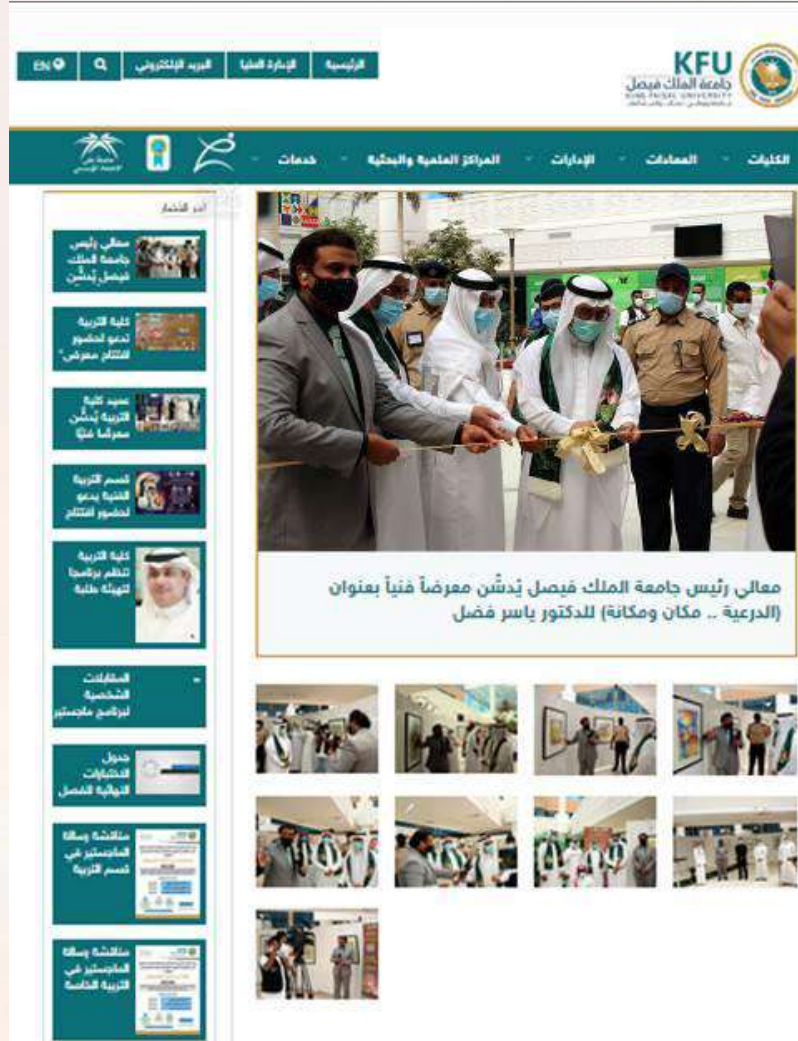 KFU
جامعة الملك فيصل
KING FAISAL UNIVERSITY
الرئيسية
الإدارة العليا
البريد الإلكتروني
EN
الكليات
العمادات
الإدارات
المراكز العلمية والبحثية
خدمات
معالي رئيس جامعة الملك فيصل يُدشّن معرضاً فنياً بعنوان
(الدرعية .. مكان ومكانة) للدكتور ياسر فضل
آخر الأخبار
معالي رئيس
جامعة الملك
فيصل يُدشّن
كلية التربية
تدعو لحضور
افتتاح معرض"
عميد كلية
التربية يُدشّن
معرضا فنيًا
قسم التربية
الفنية يدعو
لحضور افتتاح
كلية التربية
تنظم برنامجا
لتهيئة طلبة
المقابلات
الشخصية
لبرنامج ماجستير
جدول
الاختبارات
النهائية للفصل
مناقشة رسالة
الماجستير في
قسم التربية
مناقشة رسالة
الماجستير في
التربية الخاصة